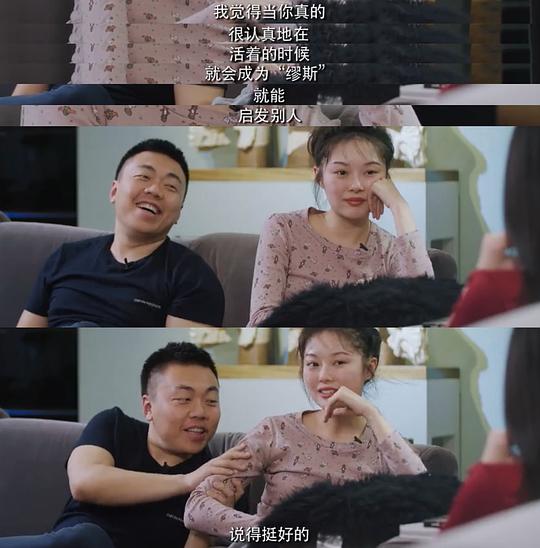 我觉得当你真的
很认真地在
活着的时候
就会成为“缪斯”
就能
启发别人
说得挺好的